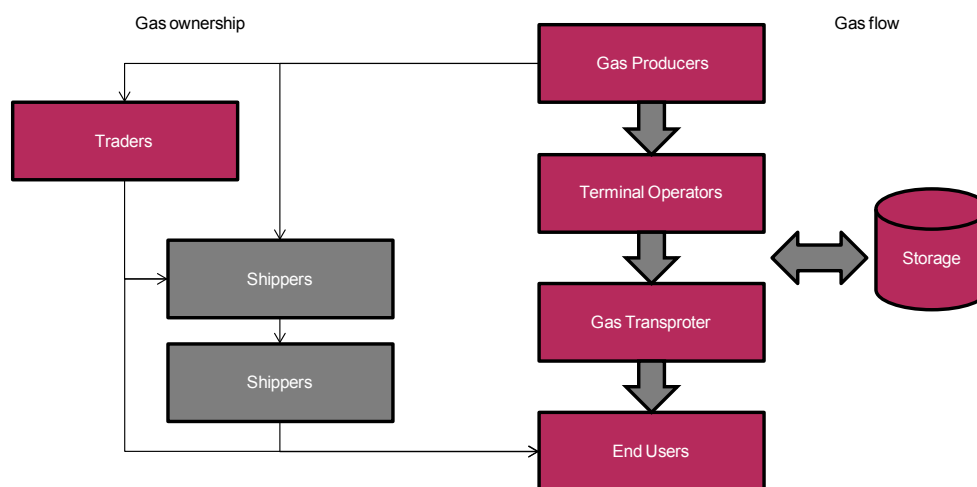 Gas ownership
Gas flow
Gas Producers
Traders
Terminal Operators
Shippers
Storage
Gas Transproter
Shippers
End Users